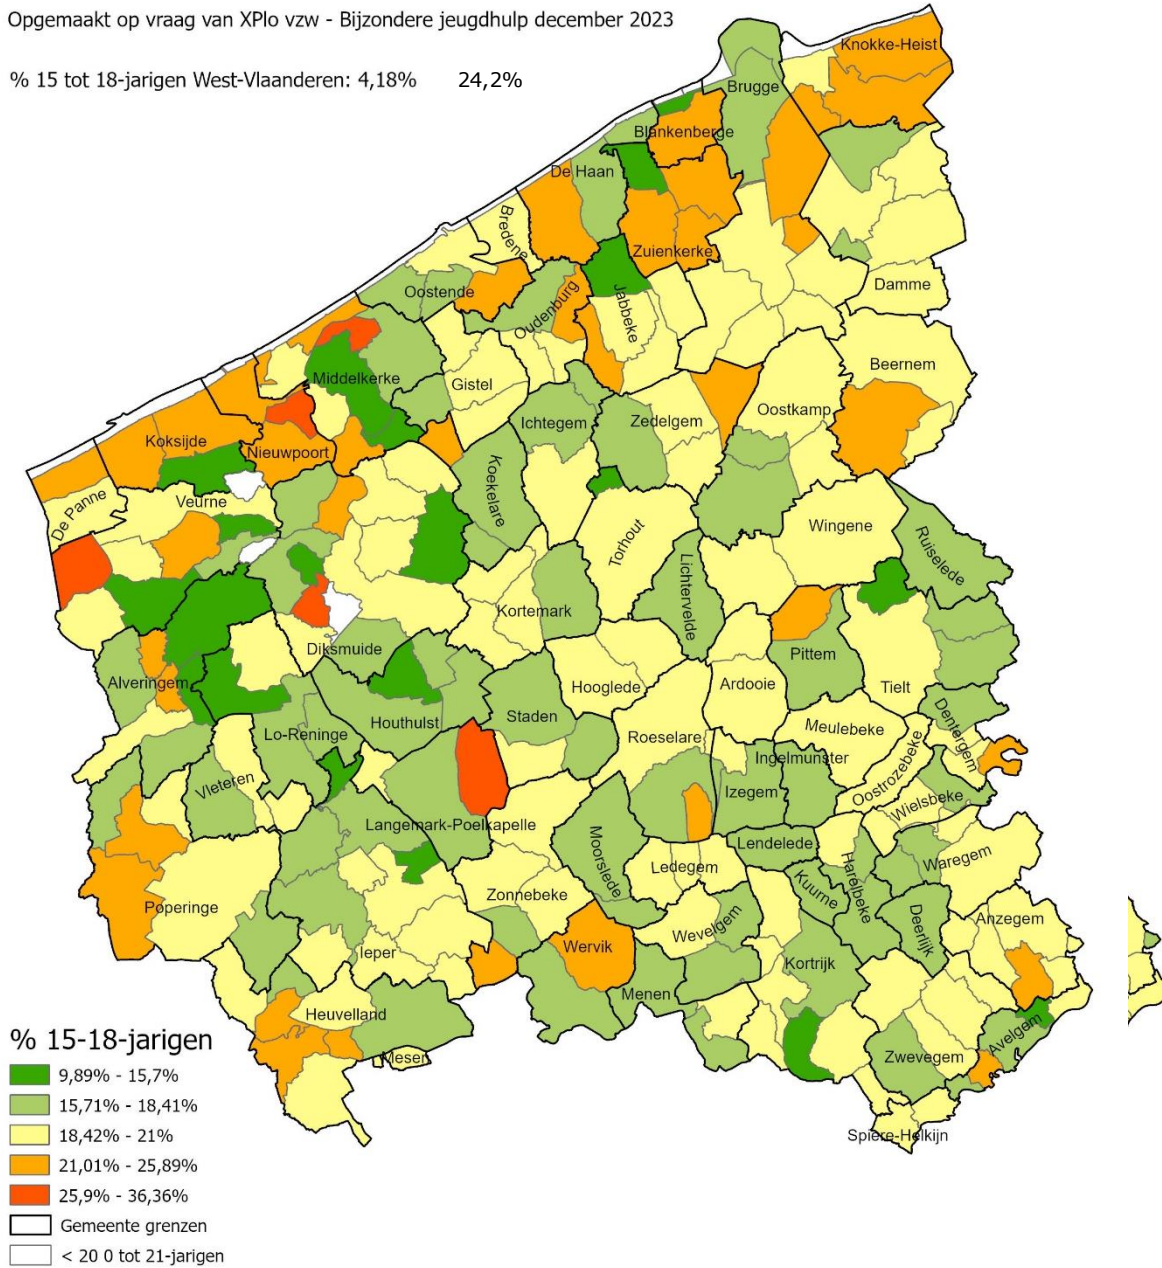 Opgemaakt op vraag van XPlo vzw - Bijzondere jeugdhulp december 2023
% 15 tot 18-jarigen West-Vlaanderen: 4,18% 24,2%
Knokke-Heist
Brugge
Blankenberge
De Haan
Bredene
Zuienkerke
Oostende
Oudenburg
Jabbeke
Damme
Middelkerke
Gistel
Beernem
Ichtegem
Zedelgem
Oostkamp
Koksijde
Nieuwpoort
Koekelare
De Panne
Veurne
Torhout
Wingene
Ruiselede
Lichtervelde
Kortemark
Diksmuide
Pittem
Alveringem
Hooglede
Ardooie
Tielt
Houthulst
Staden
Lo-Reninge
Roeselare
Meulebeke
Dentergem
Ingelmunster
Oostrozebeke
Vleteren
Izegem
Wielsbeke
Langemark-Poelkapelle
Moorslede
Lendelede
Harelbeke
Waregem
Ledegem
Kuurne
Zonnebeke
Poperinge
Wevelgem
Deerlijk
Anzegem
Ieper
Wervik
Kortrijk
Menen
Heuvelland
Avelgem
Mesen
Zwevegem
Spiere-Helkijn
% 15-18-jarigen
9,89% - 15,7%
15,71% - 18,41%
18,42% - 21%
21,01% - 25,89%
25,9% - 36,36%
Gemeente grenzen
< 20 0 tot 21-jarigen